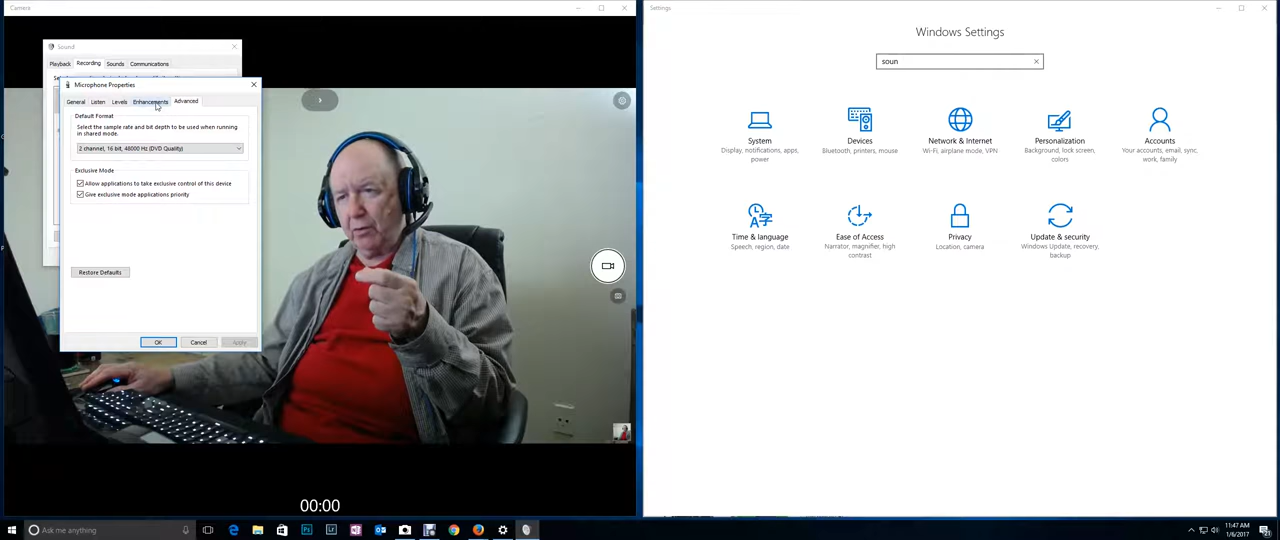 Camera
Sound
Playback Recording Sounds Communications
Microphone Properties
General Listen Levels Enhancements Advanced
Default Format
Select the sample rate and bit depth to be used when running
in shared mode.
2 channel, 16 bit, 48000 Hz (DVD Quality)
Exclusive Mode
Allow applications to take exclusive control of this device
Give exclusive mode applications priority
Restore Defaults
OK Cancel Apply
00:00
Settings
Windows Settings
soun
System
Display, notifications, apps,
power
Devices
Bluetooth, printers, mouse
Network & Internet
Wi-Fi, airplane mode, VPN
Personalization
Background, lock screen,
colors
Accounts
Your accounts, email, sync,
work, family
Time & language
Speech, region, date
Ease of Access
Narrator, magnifier, high
contrast
Privacy
Location, camera
Update & security
Windows Update, recovery,
backup
Ask me anything
11:47 AM
1/6/2017